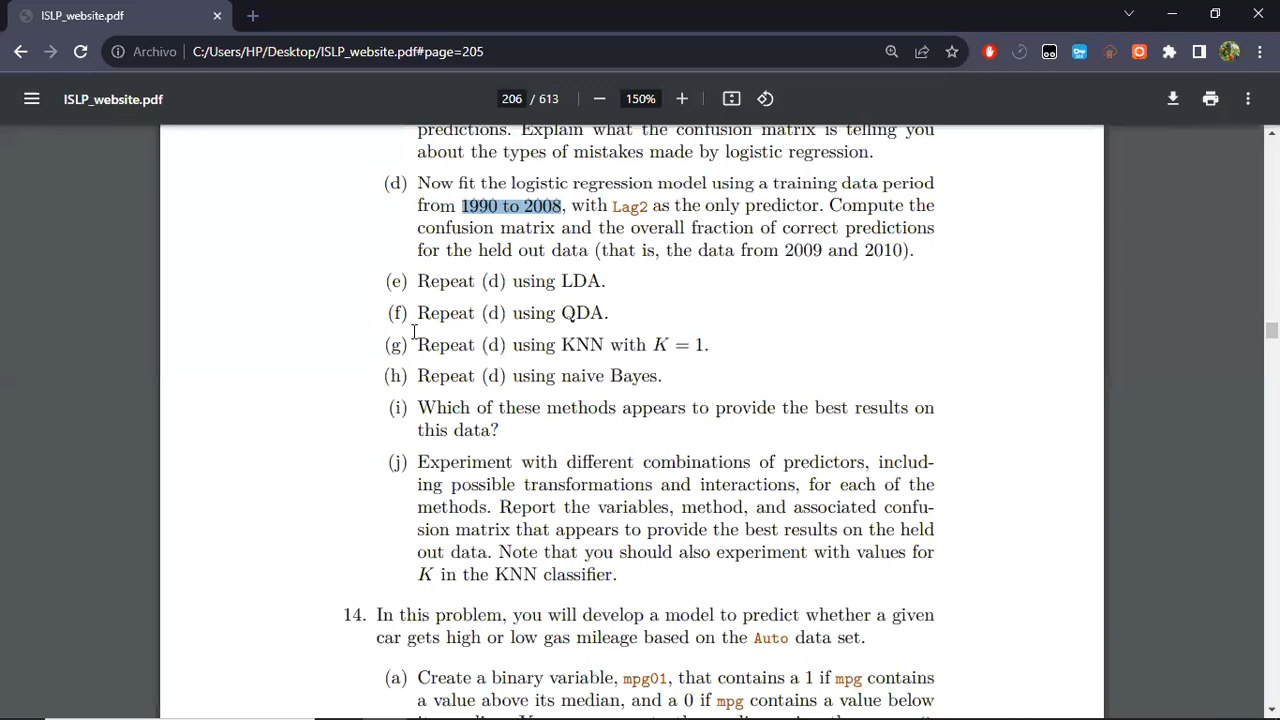 ISLP_website.pdf
Archivo
C:/Users/HP/Desktop/ISLP_website.pdf#page=205
ISLP_website.pdf
206 / 613
150%
predictions. Explain what the confusion matrix is telling you
about the types of mistakes made by logistic regression.
(d) Now fit the logistic regression model using a training data period
from 1990 to 2008, with Lag2 as the only predictor. Compute the
confusion matrix and the overall fraction of correct predictions
for the held out data (that is, the data from 2009 and 2010).
(e) Repeat (d) using LDA.
(f) Repeat (d) using QDA.
(g) Repeat (d) using KNN with K = 1.
(h) Repeat (d) using naive Bayes.
(i) Which of these methods appears to provide the best results on
this data?
(j) Experiment with different combinations of predictors, includ-
ing possible transformations and interactions, for each of the
methods. Report the variables, method, and associated confu-
sion matrix that appears to provide the best results on the held
out data. Note that you should also experiment with values for
K in the KNN classifier.
14. In this problem, you will develop a model to predict whether a given
car gets high or low gas mileage based on the Auto data set.
(a) Create a binary variable, mpg01, that contains a 1 if mpg contains
a value above its median, and a 0 if mpg contains a value below